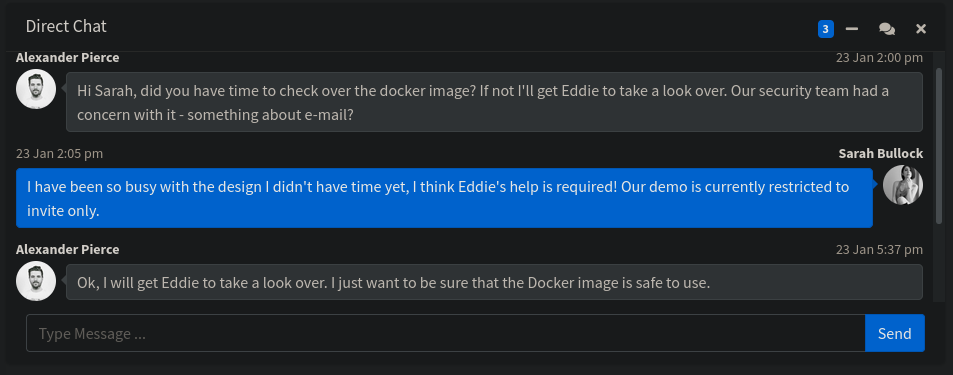 Direct Chat
3
Alexander Pierce
23 Jan 2:00 pm
Hi Sarah, did you have time to check over the docker image? If not I'll get Eddie to take a look over. Our security team had a
concern with it - something about e-mail?
23 Jan 2:05 pm
Sarah Bullock
I have been so busy with the design I didn't have time yet, I think Eddie's help is required! Our demo is currently restricted to
invite only.
Alexander Pierce
23 Jan 5:37 pm
Ok, I will get Eddie to take a look over. I just want to be sure that the Docker image is safe to use.
Type Message ...
Send